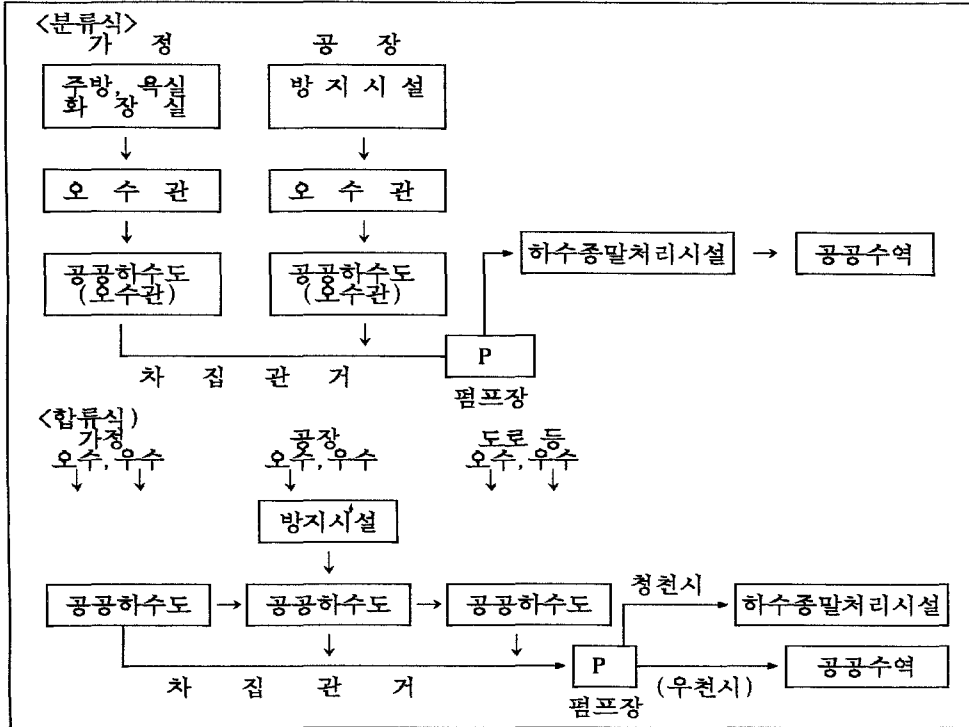 <분류식>
가 정 공 장
주방, 욕실 방 지 시 설
화 장 실
↓ ↓
오 수 관 오 수 관
↓ ↓
하수종말처리시설 → 공공수역
공공하수도 공공하수도
(오수관) (오수관)
↓
P
차 집 관 거
펌프장
<합류식)
가정 공장 도로 등
오수, 우수 오수, 우수 오수, 우수
↓ ↓ ↓ ↓ ↓
방지시설
↓
청천시
공공하수도 → 공공하수도 → 공공하수도 하수종말처리시설
↓ ↓
P 공공수역
차 집 관 거 (우천시)
펌프장